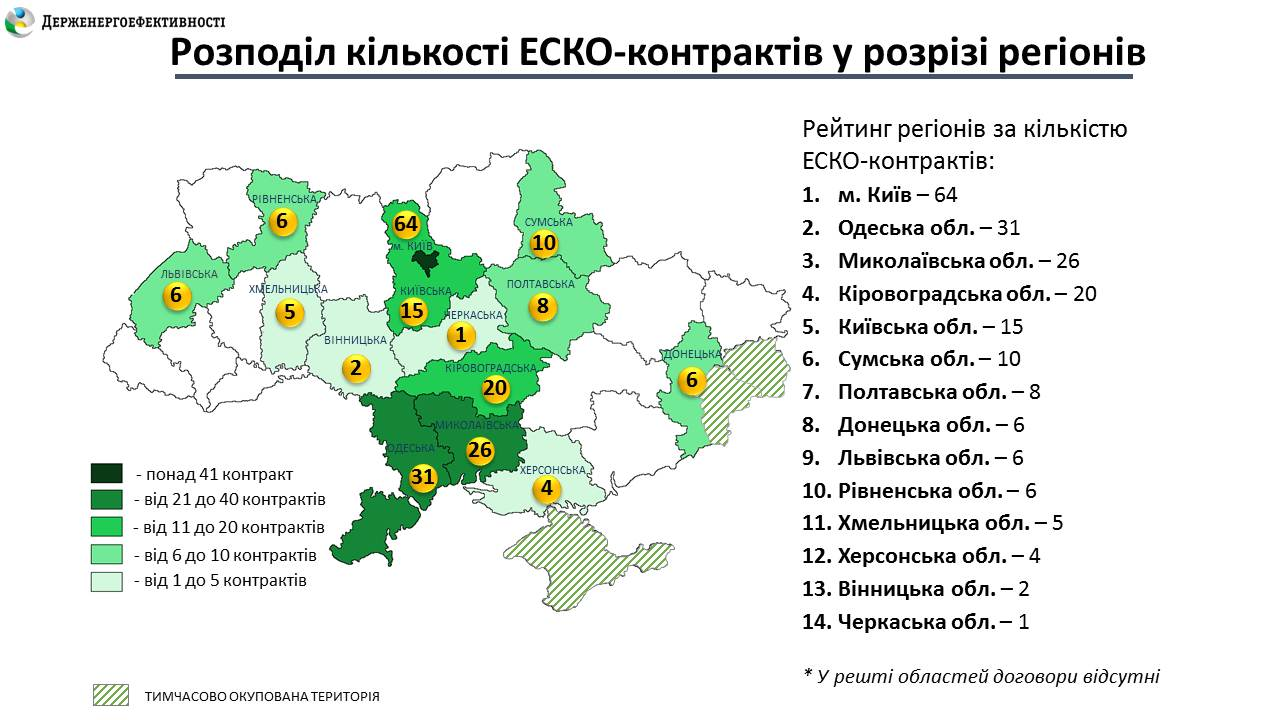 ДЕРЖЕНЕРГОЕФЕКТИВНОСТІ
Розподіл кількості ЕСКО-контрактів у розрізі регіонів
Рейтинг регіонів за кількістю
ЕСКО-контрактів:
1. м. Київ – 64
2. Одеська обл. – 31
3. Миколаївська обл. – 26
4. Кіровоградська обл. – 20
5. Київська обл. – 15
6. Сумська обл. – 10
7. Полтавська обл. – 8
8. Донецька обл. – 6
9. Львівська обл. – 6
10. Рівненська обл. – 6
11. Хмельницька обл. – 5
12. Херсонська обл. – 4
13. Вінницька обл. – 2
14. Черкаська обл. – 1
* У решті областей договори відсутні
РІВНЕНСЬКА
6
64
м. КИЇВ
СУМСЬКА
10
ЛЬВІВСЬКА
6
ХМЕЛЬНИЦЬКА
5
КИЇВСЬКА
15
ПОЛТАВСЬКА
8
ЧЕРКАСЬКА
1
ВІННИЦЬКА
2
КІРОВОГРАДСЬКА
20
ДОНЕЦЬКА
6
МИКОЛАЇВСЬКА
26
ОДЕСЬКА
31
ХЕРСОНСЬКА
4
- понад 41 контракт
- від 21 до 40 контрактів
- від 11 до 20 контрактів
- від 6 до 10 контрактів
- від 1 до 5 контрактів
ТИМЧАСОВО ОКУПОВАНА ТЕРИТОРІЯ